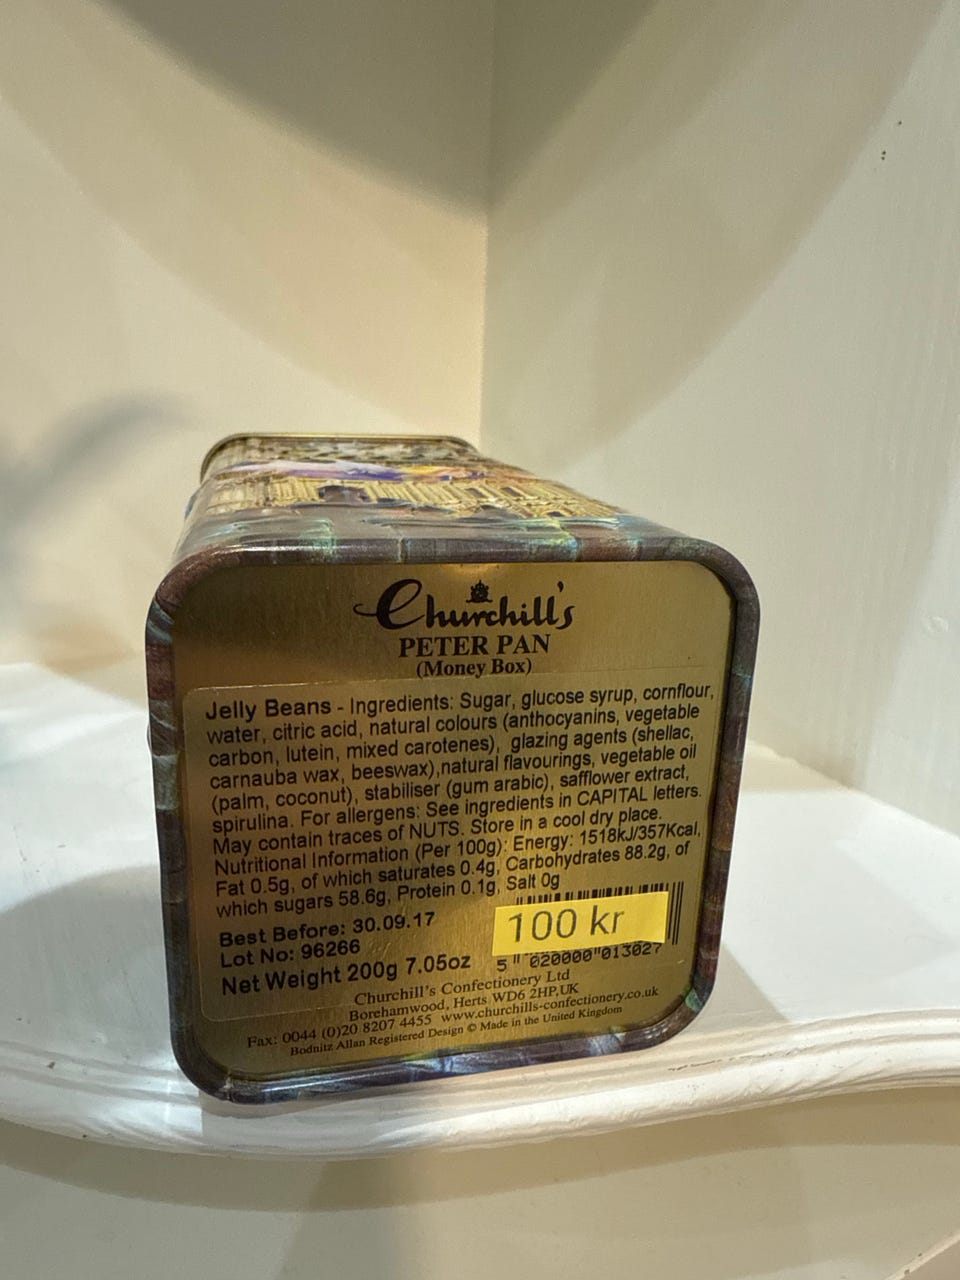 Churchill's
PETER PAN
(Money Box)
Jelly Beans - Ingredients: Sugar, glucose syrup, cornflour,
water, citric acid, natural colours (anthocyanins, vegetable
carbon, lutein, mixed carotenes), glazing agents (shellac,
carnauba wax, beeswax),natural flavourings, vegetable oil
(palm, coconut), stabiliser (gum arabic), safflower extract,
spirulina. For allergens: See ingredients in CAPITAL letters.
May contain traces of NUTS. Store in a cool dry place.
Nutritional Information (Per 100g): Energy: 1518kJ/357Kcal,
Fat 0.5g, of which saturates 0.4g, Carbohydrates 88.2g, of
which sugars 58.6g, Protein 0.1g, Salt 0g
Best Before: 30.09.17
Lot No: 96266
Net Weight 200g 7.05oz
100 kr
5 020000 013027
Churchill's Confectionery Ltd
Borehamwood, Herts WD6 2HP,UK
Fax: 0044 (0)20 8207 4455 www.churchills-confectionery.co.uk
Bodnitz Allan Registered Design © Made in the United Kingdom